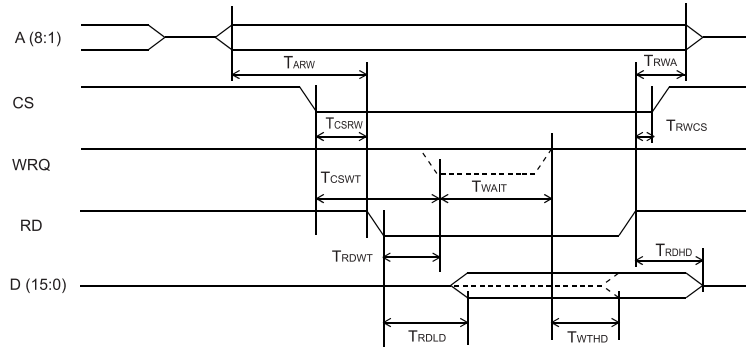 A (8:1)
TARW
TRWA
CS
TCSRW
TRWCS
WRQ
TCSWT
TWAIT
RD
TRDWT
TRDHD
D (15:0)
TRDLD
TWTHD